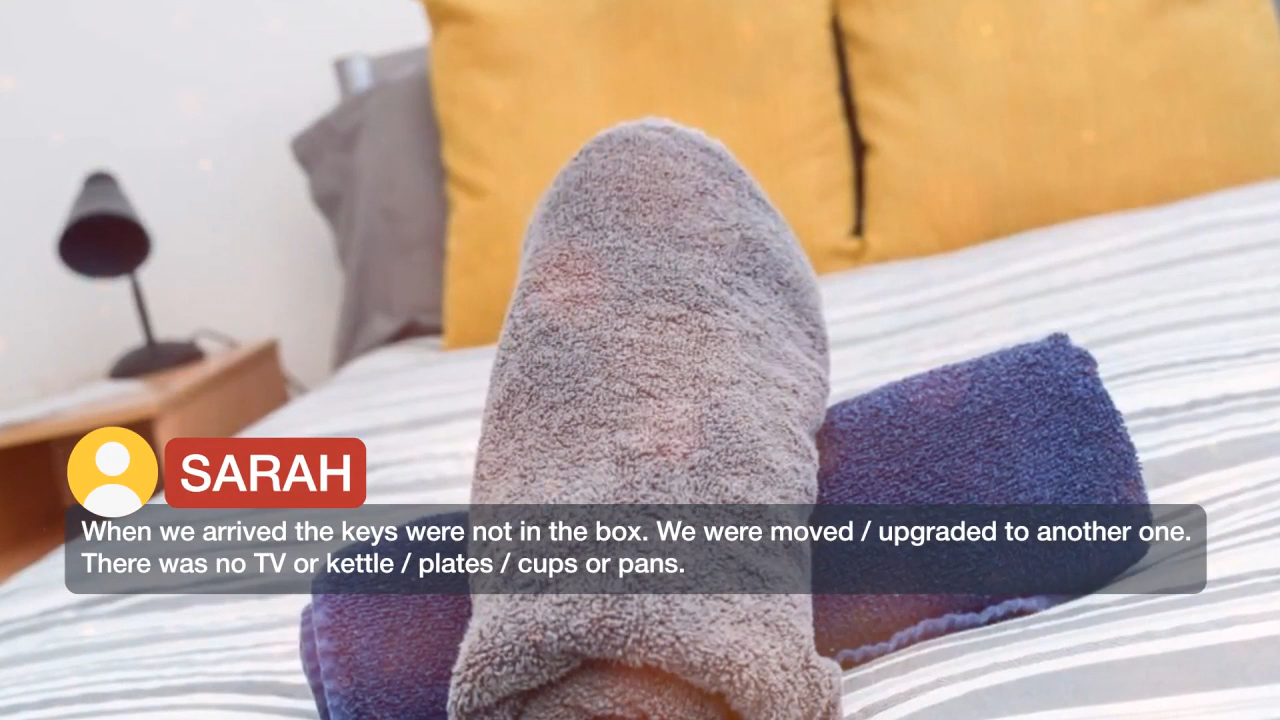 SARAH
When we arrived the keys were not in the box. We were moved / upgraded to another one.
There was no TV or kettle / plates / cups or pans.